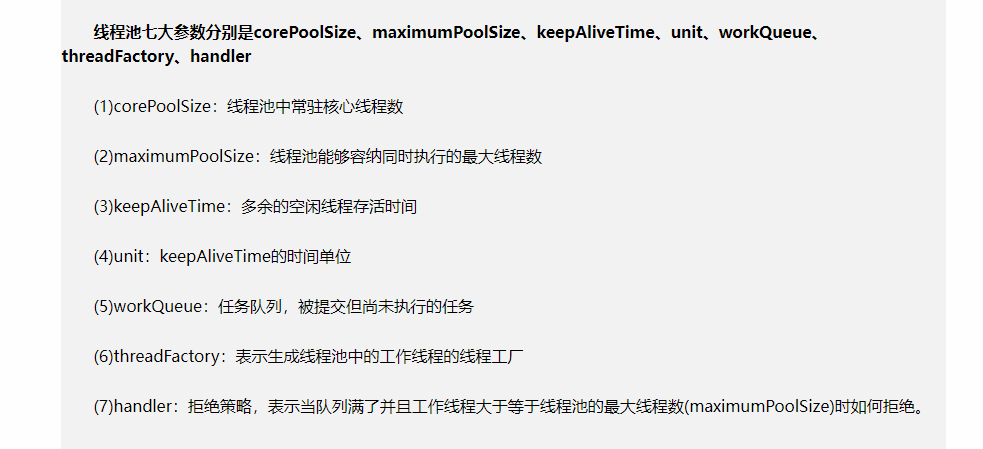 线程池七大参数分别是corePoolSize、maximumPoolSize、keepAliveTime、unit、workQueue、
threadFactory、handler
(1)corePoolSize：线程池中常驻核心线程数
(2)maximumPoolSize：线程池能够容纳同时执行的最大线程数
(3)keepAliveTime：多余的空闲线程存活时间
(4)unit：keepAliveTime的时间单位
(5)workQueue：任务队列，被提交但尚未执行的任务
(6)threadFactory：表示生成线程池中的工作线程的线程工厂
(7)handler：拒绝策略，表示当队列满了并且工作线程大于等于线程池的最大线程数(maximumPoolSize)时如何拒绝。